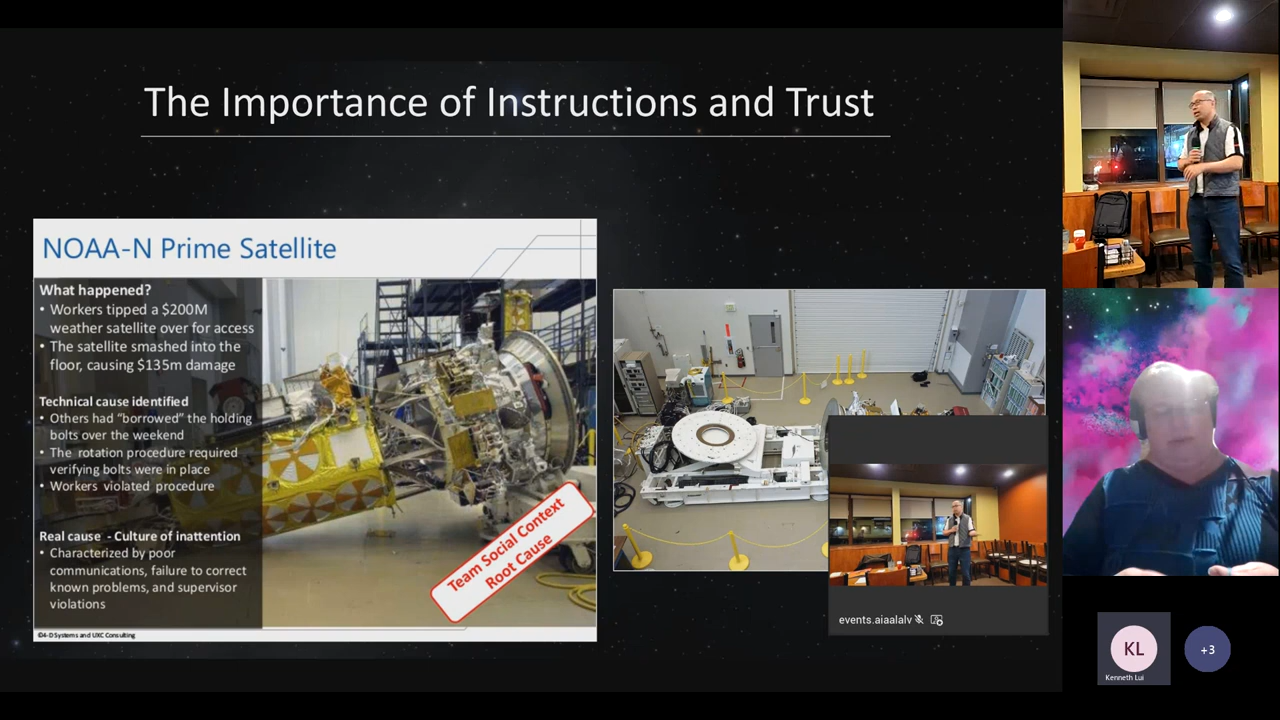 The Importance of Instructions and Trust
NOAA-N Prime Satellite
What happened?
• Workers tipped a $200M
weather satellite over for access
• The satellite smashed into the
floor, causing $135m damage
Technical cause identified
• Others had “borrowed” the holding
bolts over the weekend
• The rotation procedure required
verifying bolts were in place
• Workers violated procedure
Real cause - Culture of inattention
• Characterized by poor
communications, failure to correct
known problems, and supervisor
violations
Team Social Context
Root Cause
©4-D Systems and UXC Consulting
events.aiaalalv
KL
Kenneth Lui
+3